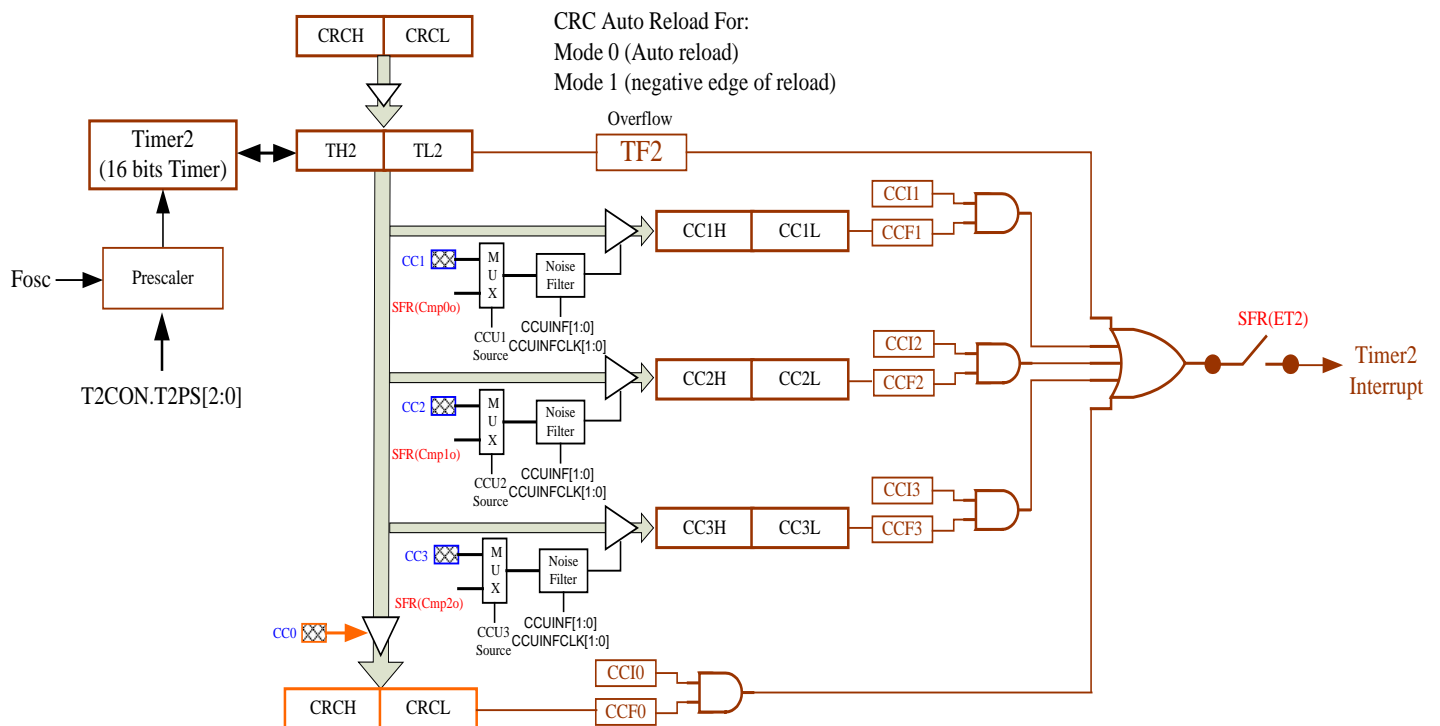 CRC Auto Reload For:
Mode 0 (Auto reload)
Mode 1 (negative edge of reload)
CRCH CRCL
Timer2
(16 bits Timer)
TH2 TL2
Overflow
TF2
Fosc
Prescaler
T2CON.T2PS[2:0]
CC1
SFR(Cmp0o)
M
U
X
CCU1
Source
Noise
Filter
CCUINF[1:0]
CCUINFCLK[1:0]
CC1H CC1L
CCI1
CCF1
CC2
SFR(Cmp1o)
M
U
X
CCU2
Source
Noise
Filter
CCUINF[1:0]
CCUINFCLK[1:0]
CC2H CC2L
CCI2
CCF2
CC3
SFR(Cmp2o)
M
U
X
CCU3
Source
Noise
Filter
CCUINF[1:0]
CCUINFCLK[1:0]
CC3H CC3L
CCI3
CCF3
SFR(ET2)
Timer2
Interrupt
CC0
CRCH CRCL
CCI0
CCF0